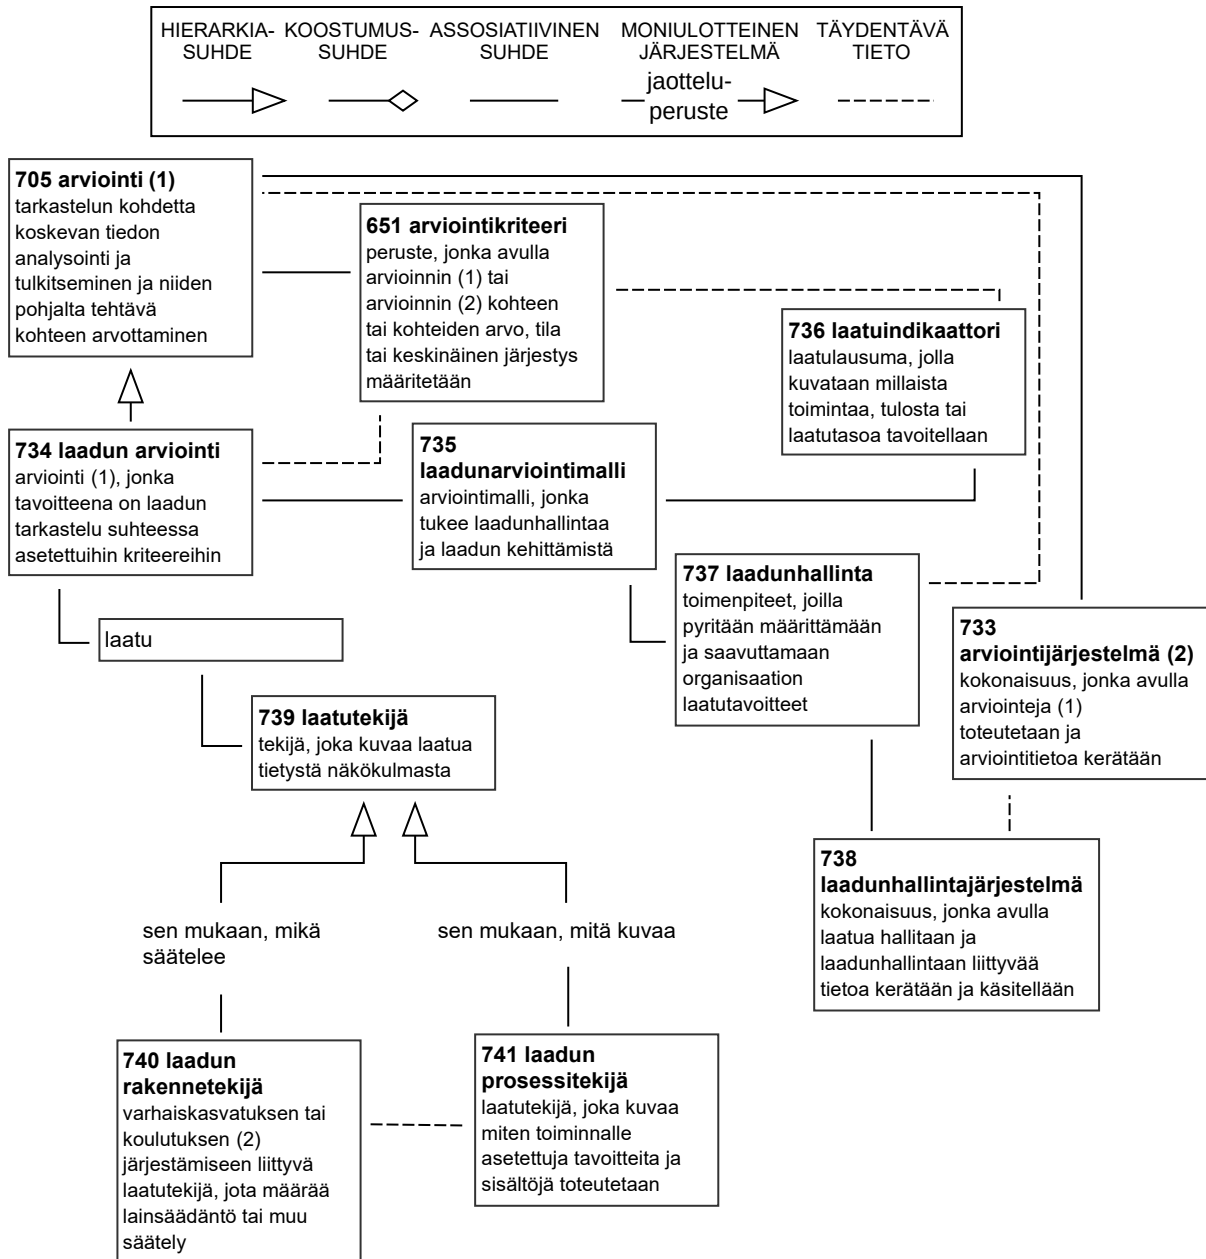 HIERARKIA-
SUHDE
KOOSTUMUS-
SUHDE
ASSOSIATIIVINEN
SUHDE
MONIULOTTEINEN
JÄRJESTELMÄ
jaottelu-
peruste
TÄYDENTÄVÄ
TIETO
705 arviointi (1)
tarkastelun kohdetta
koskevan tiedon
analysointi ja
tulkitseminen ja niiden
pohjalta tehtävä
kohteen arvottaminen
651 arviointikriteeri
peruste, jonka avulla
arvioinnin (1) tai
arvioinnin (2) kohteen
tai kohteiden arvo, tila
tai keskinäinen järjestys
määritetään
736 laatuindikaattori
laatulausuma, jolla
kuvataan millaista
toimintaa, tulosta tai
laatutasoa tavoitellaan
734 laadun arviointi
arviointi (1), jonka
tavoitteena on laadun
tarkastelu suhteessa
asetettuihin kriteereihin
735
laadunarviointimalli
arviointimalli, jonka
tukee laadunhallintaa
ja laadun kehittämistä
737 laadunhallinta
toimenpiteet, joilla
pyritään määrittämään
ja saavuttamaan
organisaation
laatutavoitteet
733
arviointijärjestelmä (2)
kokonaisuus, jonka avulla
arviointeja (1)
toteutetaan ja
arviointitietoa kerätään
laatu
739 laatutekijä
tekijä, joka kuvaa laatua
tietystä näkökulmasta
738
laadunhallintajärjestelmä
kokonaisuus, jonka avulla
laatua hallitaan ja
laadunhallintaan liittyvää
tietoa kerätään ja käsitellään
sen mukaan, mikä
säätelee
sen mukaan, mitä kuvaa
740 laadun
rakennetekijä
varhaiskasvatuksen tai
koulutuksen (2)
järjestämiseen liittyvä
laatutekijä, jota määrää
lainsäädäntö tai muu
säätely
741 laadun
prosessitekijä
laatutekijä, joka kuvaa
miten toiminnalle
asetettuja tavoitteita ja
sisältöjä toteutetaan